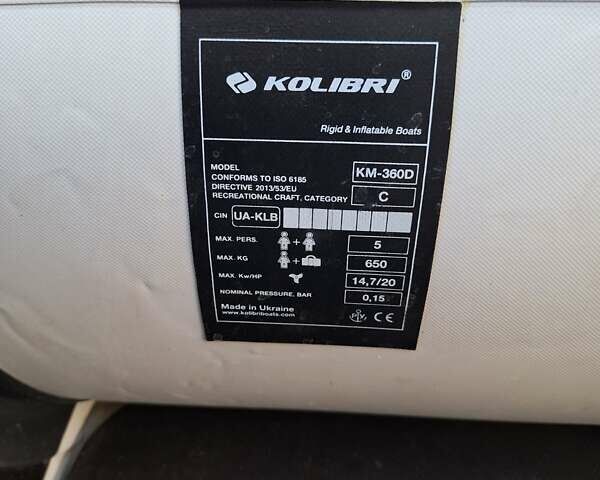 KOLIBRI®
Rigid & Inflatable Boats
MODEL KM-360D
CONFORMS TO ISO 6185
DIRECTIVE 2013/53/EU
RECREATIONAL CRAFT, CATEGORY C
CIN UA-KLB
MAX. PERS. + 5
MAX. KG + 650
MAX. Kw/HP 14,7/20
NOMINAL PRESSURE, BAR 0,15
Made in Ukraine
www.kolibriboats.com CE